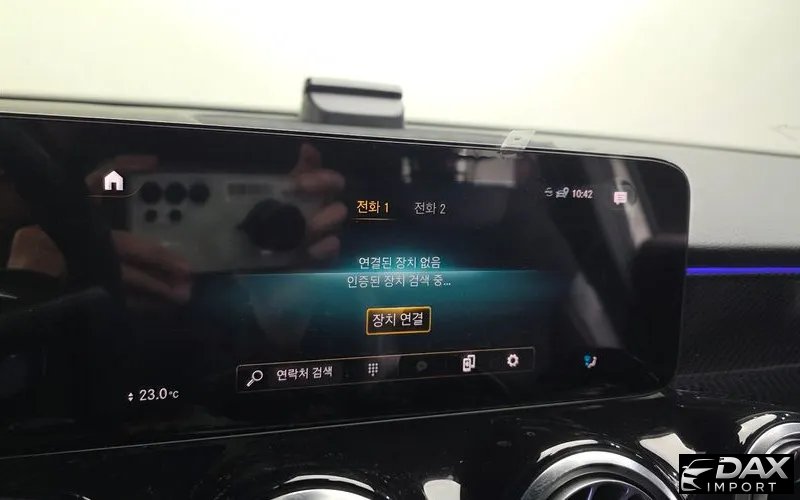 전화 1 전화 2
10:42
연결된 장치 없음
인증된 장치 검색 중...
장치 연결
연락처 검색
23.0°C
DAX
IMPORT